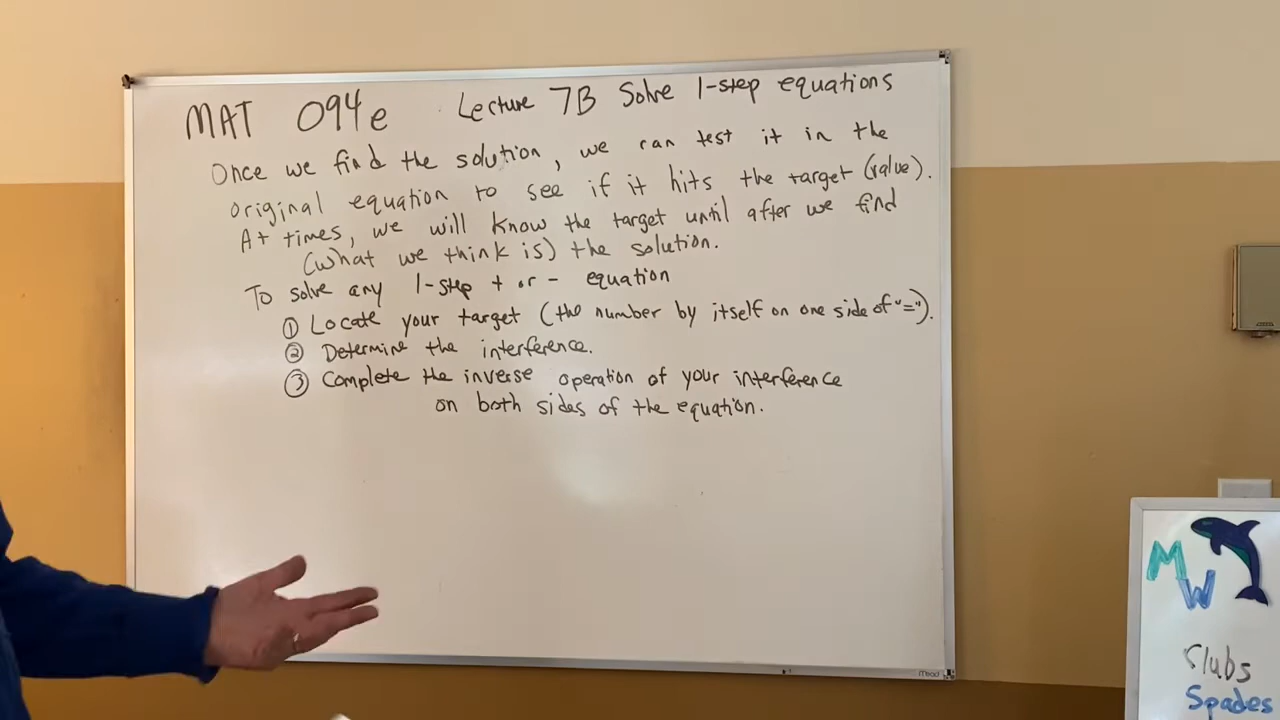 MAT 094e Lecture 7B Solve 1-step equations
Once we find the solution, we can test it in the
original equation to see if it hits the target (value).
At times, we will know the target until after we find
(what we think is) the solution.
To solve any 1-step + or - equation
① Locate your target (the number by itself on one side of "=").
② Determine the interference.
③ Complete the inverse operation of your interference
on both sides of the equation.
Mead
M
W
Clubs
Spades